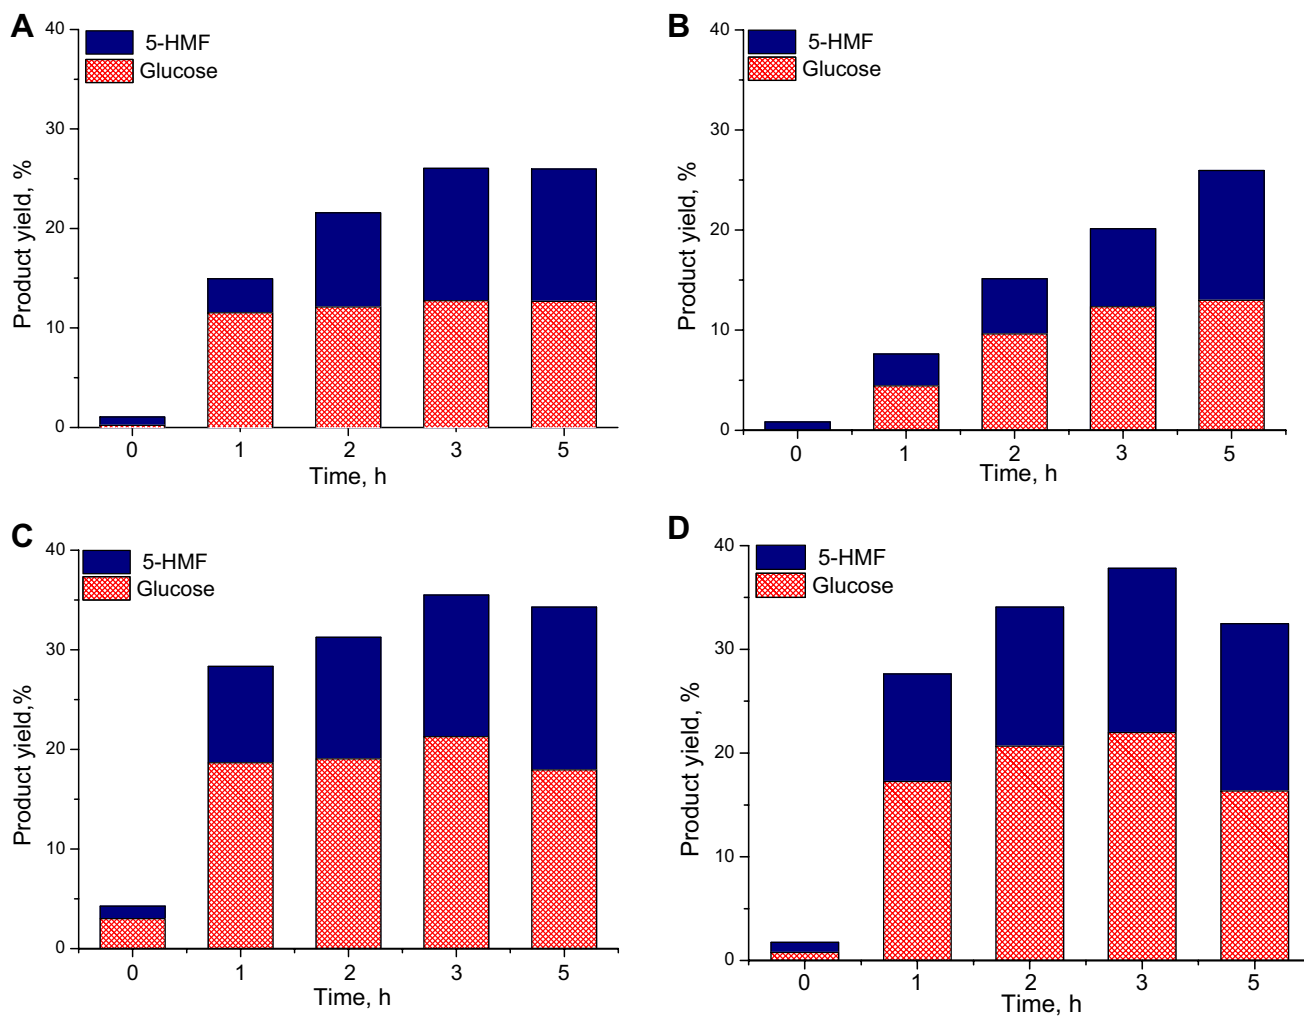 A
5-HMF
Glucose
40
30
20
10
0
Product yield, %
0 1 2 3 5
Time, h
B
5-HMF
Glucose
40
30
20
10
0
Product yield, %
0 1 2 3 5
Time, h
C
5-HMF
Glucose
40
30
20
10
0
Product yield,%
0 1 2 3 5
Time, h
D
5-HMF
Glucose
40
30
20
10
0
Product yield, %
0 1 2 3 5
Time, h